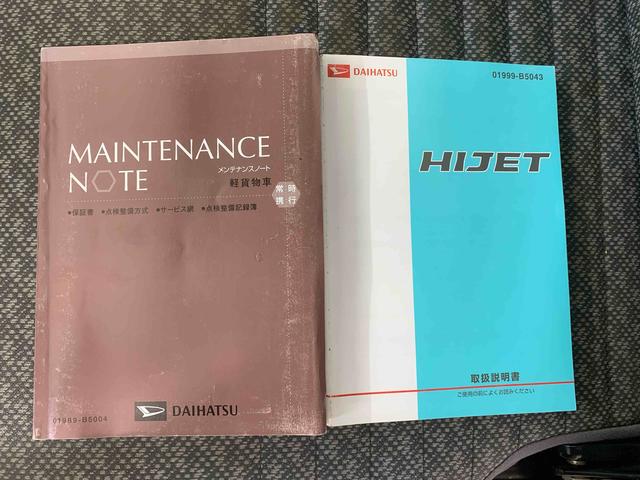 MAINTENANCE
NOTE
メンテナンスノート
軽貨物車
常時
携行
●保証書 ●点検整備方式 ●サービス網 ●点検整備記録簿
01989-B5004
DAIHATSU
DAIHATSU
01999-B5043
HIJET
取扱説明書
ご使用の前によくお読みください